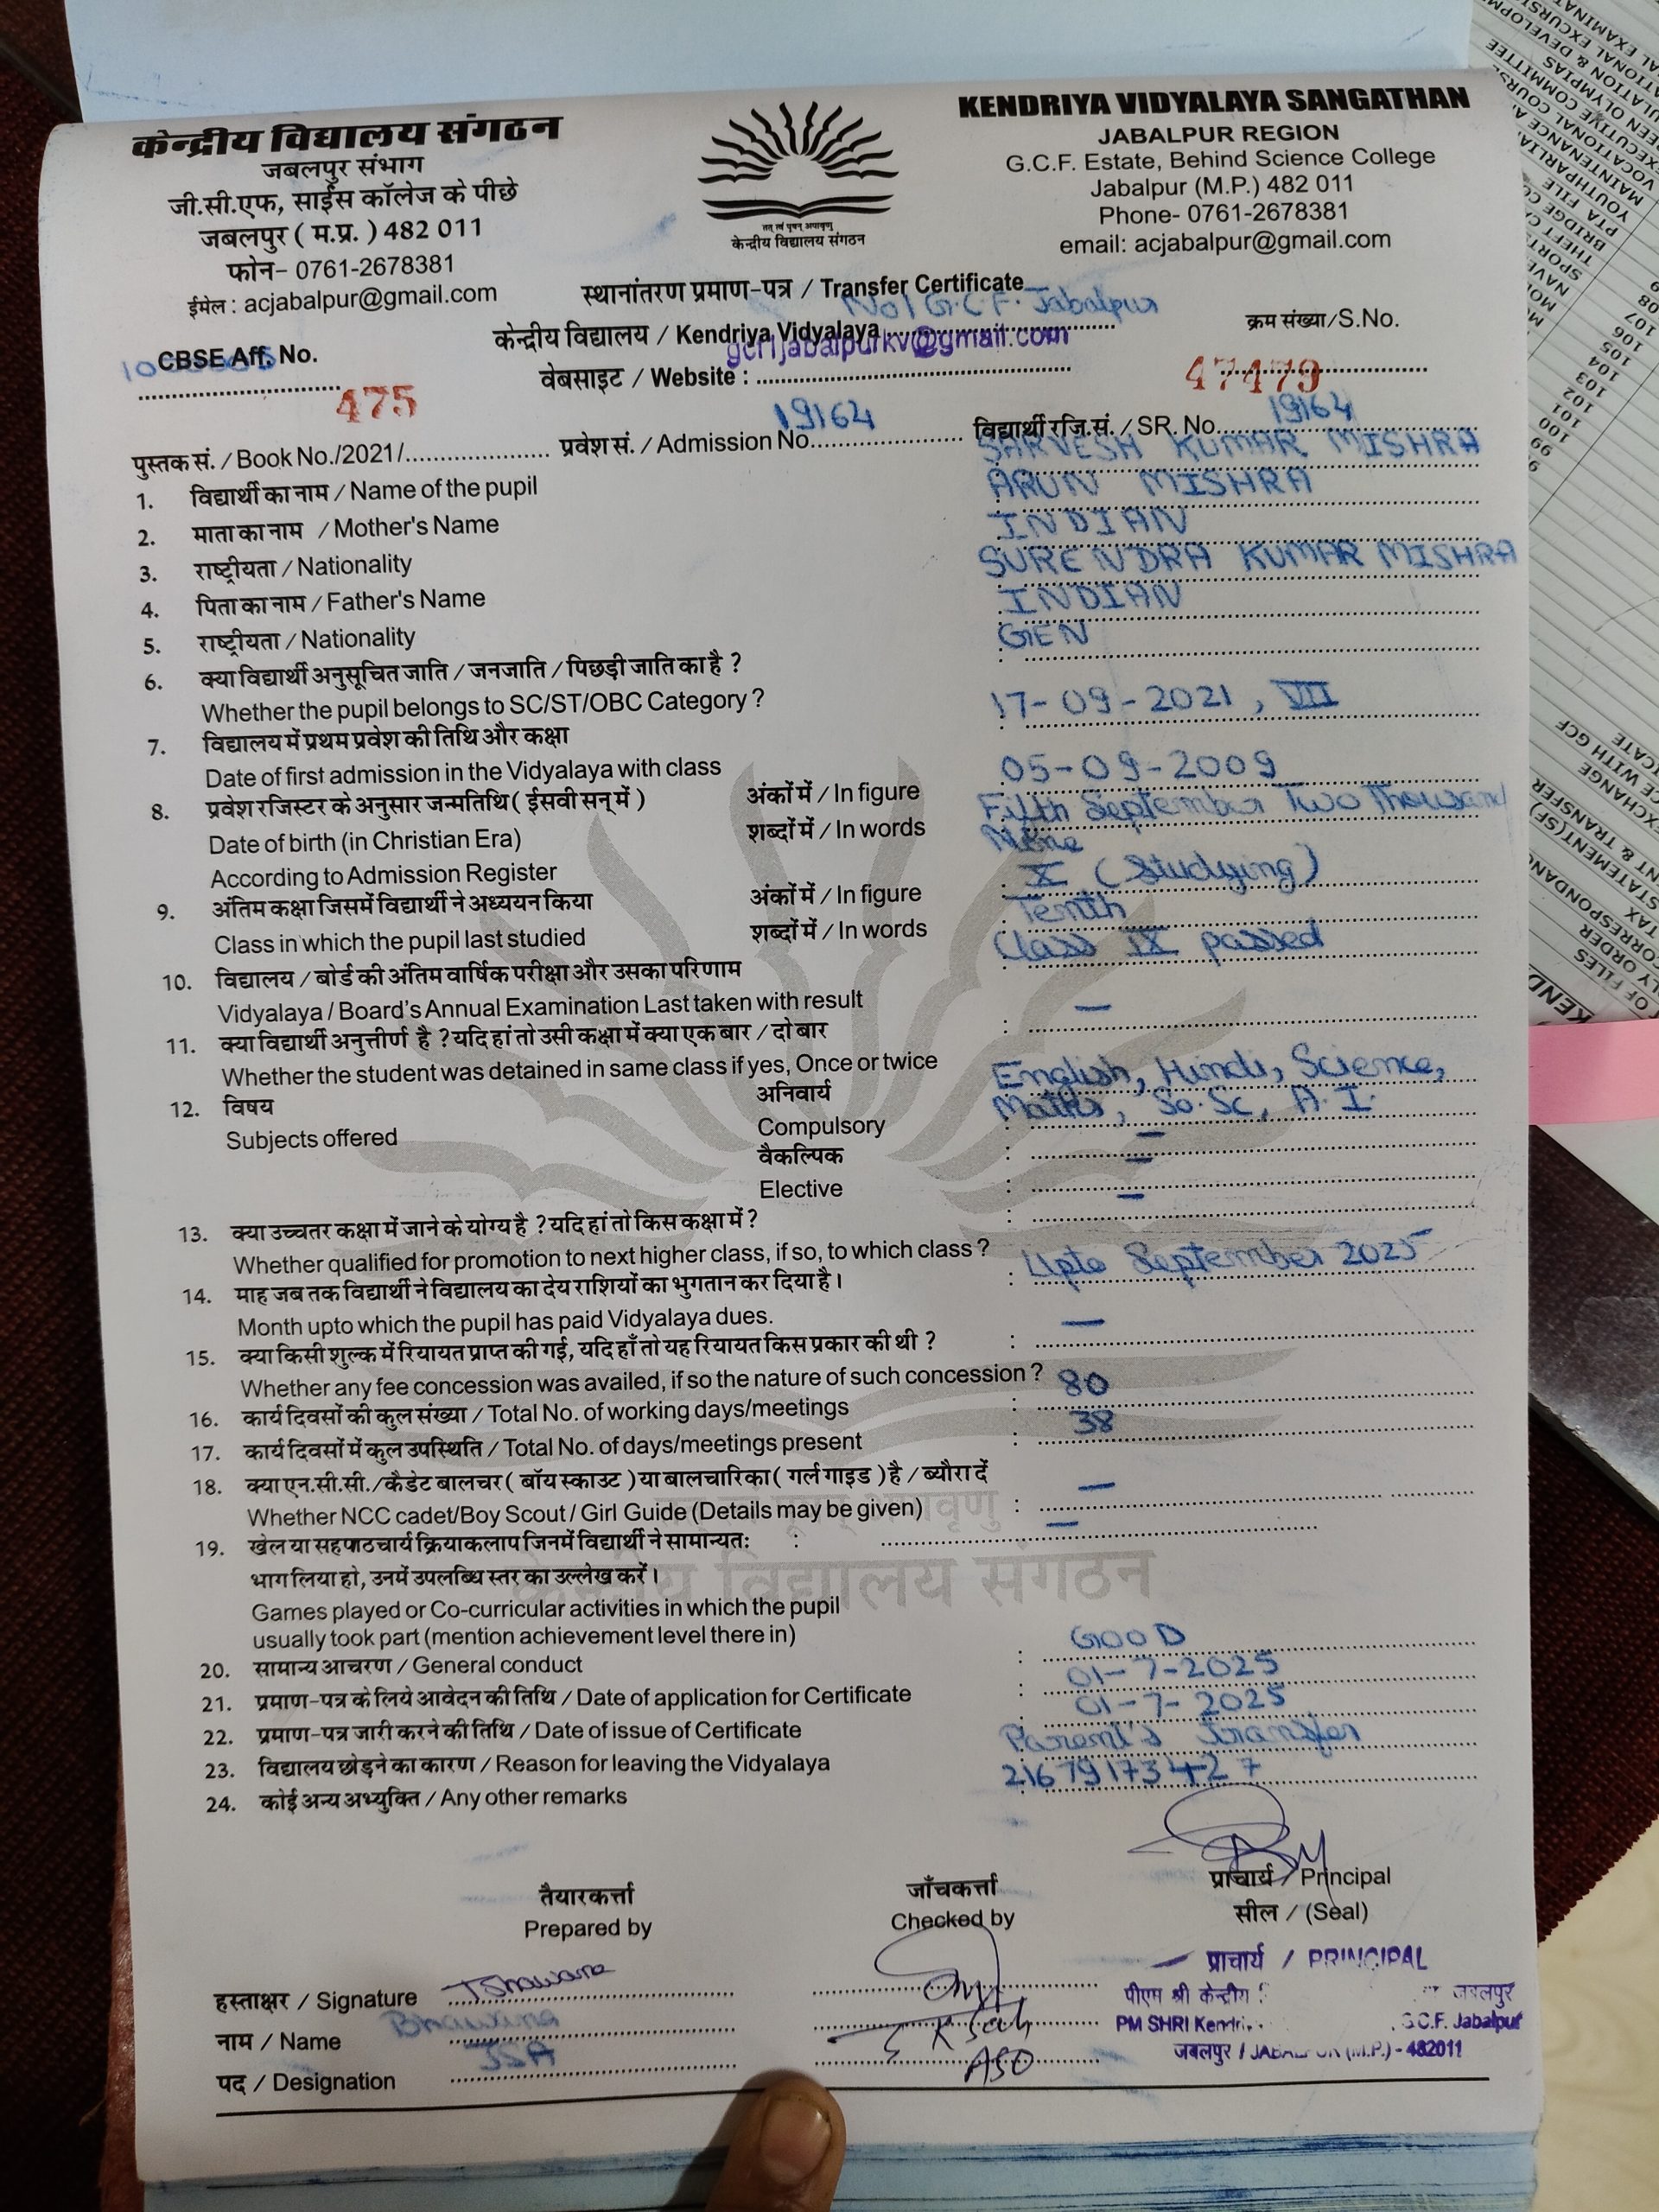 केन्द्रीय विद्यालय संगठन
जबलपुर संभाग
जी.सी.एफ, साईंस कॉलेज के पीछे
जबलपुर ( म.प्र. ) 482 011
फोन- 0761-2678381
ईमेल : acjabalpur@gmail.com
तत् त्वं पूषन् अपावृणु
केन्द्रीय विद्यालय संगठन
KENDRIYA VIDYALAYA SANGATHAN
JABALPUR REGION
G.C.F. Estate, Behind Science College
Jabalpur (M.P.) 482 011
Phone- 0761-2678381
email: acjabalpur@gmail.com
स्थानांतरण प्रमाण-पत्र / Transfer Certificate
केन्द्रीय विद्यालय / Kendriya Vidyalaya No 1 G.C.F. Jabalpur
क्रम संख्या/S.No. 47479
CBSE Aff. No.
वेबसाइट / Website : gcf1jabalpurkv@gmail.com
पुस्तक सं. / Book No./2021/ 475 प्रवेश सं. / Admission No. 19164 विद्यार्थी रजि.सं. / SR. No. 19164
1. विद्यार्थी का नाम / Name of the pupil SARVESH KUMAR MISHRA
2. माता का नाम / Mother's Name : ARUN MISHRA
3. राष्ट्रीयता / Nationality : INDIAN
4. पिता का नाम / Father's Name : SURENDRA KUMAR MISHRA
5. राष्ट्रीयता / Nationality : INDIAN
6. क्या विद्यार्थी अनुसूचित जाति / जनजाति / पिछड़ी जाति का है ? : GEN
Whether the pupil belongs to SC/ST/OBC Category ?
7. विद्यालय में प्रथम प्रवेश की तिथि और कक्षा 17-09-2021, VII
Date of first admission in the Vidyalaya with class
8. प्रवेश रजिस्टर के अनुसार जन्मतिथि ( ईसवी सन् में ) अंकों में / In figure 05-09-2009
Date of birth (in Christian Era) शब्दों में / In words Fifth September Two Thousand
According to Admission Register Nine
9. अंतिम कक्षा जिसमें विद्यार्थी ने अध्ययन किया अंकों में / In figure : X (Studying)
Class in which the pupil last studied शब्दों में / In words : Tenth
10. विद्यालय / बोर्ड की अंतिम वार्षिक परीक्षा और उसका परिणाम : Class IX passed
Vidyalaya / Board's Annual Examination Last taken with result
11. क्या विद्यार्थी अनुत्तीर्ण है ? यदि हां तो उसी कक्षा में क्या एक बार / दो बार : —
Whether the student was detained in same class if yes, Once or twice
12. विषय अनिवार्य English, Hindi, Science,
Subjects offered Compulsory : Maths, So.Sc, A.I.
वैकल्पिक : —
Elective : —
13. क्या उच्चतर कक्षा में जाने के योग्य है ? यदि हां तो किस कक्षा में ? : —
Whether qualified for promotion to next higher class, if so, to which class ?
14. माह जब तक विद्यार्थी ने विद्यालय का देय राशियों का भुगतान कर दिया है। : Upto September 2025
Month upto which the pupil has paid Vidyalaya dues.
15. क्या किसी शुल्क में रियायत प्राप्त की गई, यदि हाँ तो यह रियायत किस प्रकार की थी ? : —
Whether any fee concession was availed, if so the nature of such concession ?
16. कार्य दिवसों की कुल संख्या / Total No. of working days/meetings : 80
17. कार्य दिवसों में कुल उपस्थिति / Total No. of days/meetings present : 38
18. क्या एन.सी.सी./कैडेट बालचर ( बॉय स्काउट ) या बालचारिका ( गर्ल गाइड ) है / ब्यौरा दें —
Whether NCC cadet/Boy Scout / Girl Guide (Details may be given) :
19. खेल या सहपाठचार्य क्रियाकलाप जिनमें विद्यार्थी ने सामान्यतः : —
भाग लिया हो, उनमें उपलब्धि स्तर का उल्लेख करें।
Games played or Co-curricular activities in which the pupil
usually took part (mention achievement level there in)
20. सामान्य आचरण / General conduct : GOOD
21. प्रमाण-पत्र के लिये आवेदन की तिथि / Date of application for Certificate : 01-7-2025
22. प्रमाण-पत्र जारी करने की तिथि / Date of issue of Certificate : 01-7-2025
23. विद्यालय छोड़ने का कारण / Reason for leaving the Vidyalaya : Parent's Transfer
24. कोई अन्य अभ्युक्ति / Any other remarks : 21679173427
केन्द्रीय विद्यालय संगठन
तैयारकर्त्ता
Prepared by
जाँचकर्त्ता
Checked by
प्राचार्य / Principal
सील / (Seal)
हस्ताक्षर / Signature
नाम / Name Bhawana
पद / Designation JSA
ASO
प्राचार्य / PRINCIPAL
पीएम श्री केन्द्रीय जबलपुर
PM SHRI G.C.F. Jabalpur
जबलपुर / (M.P.) - 482011